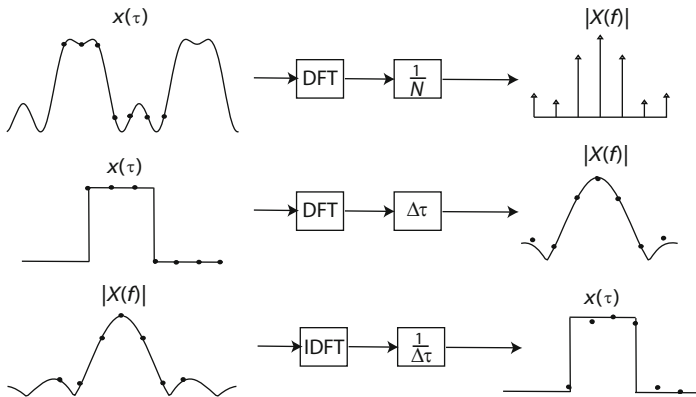 x(τ) |X(f)|
DFT 1/N
x(τ) |X(f)|
DFT Δτ
|X(f)| x(τ)
IDFT 1/Δτ